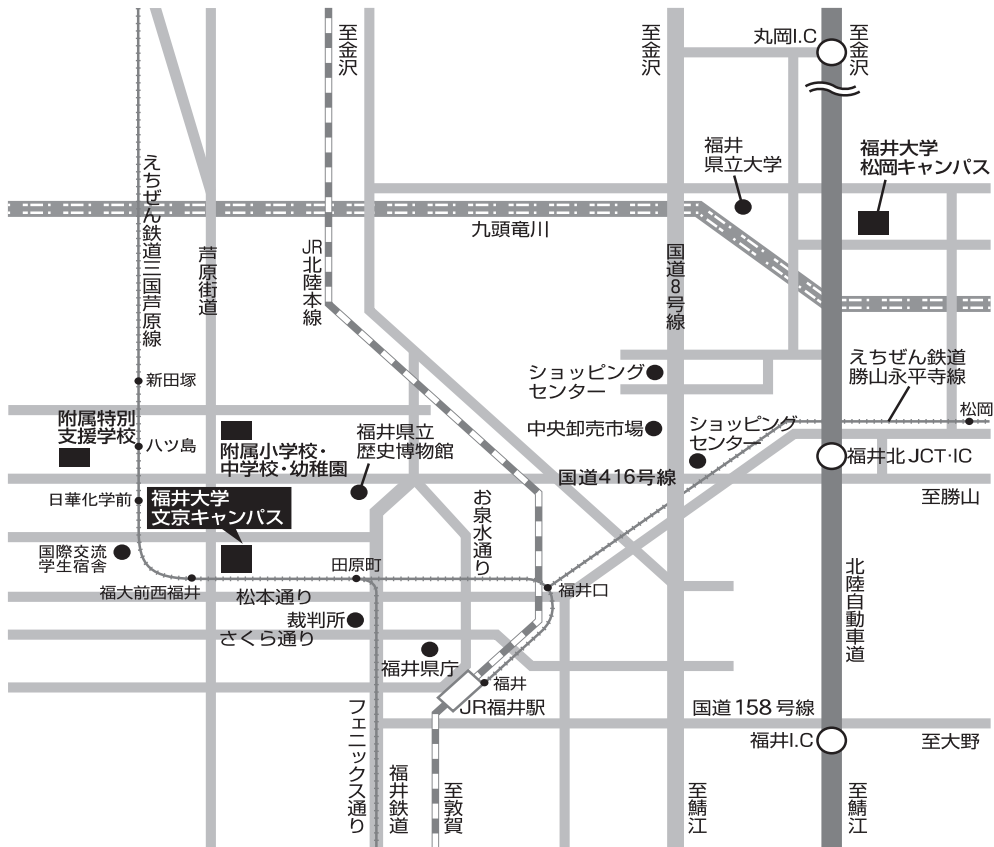 至金沢
至金沢
丸岡I.C
至金沢
福井
県立大学
福井大学
松岡キャンパス
えちぜん鉄道三国芦原線
芦原街道
JR北陸本線
九頭竜川
国道8号線
新田塚
ショッピング
センター
えちぜん鉄道
勝山永平寺線
松岡
附属特別
支援学校
八ツ島
附属小学校・
中学校・幼稚園
福井県立
歴史博物館
中央卸売市場
ショッピング
センター
福井北JCT・IC
国道416号線
至勝山
日華化学前
福井大学
文京キャンパス
お泉水通り
国際交流
学生宿舎
田原町
福大前西福井
松本通り
福井口
北陸自動車道
裁判所
さくら通り
福井県庁
福井
JR福井駅
フェニックス通り
福井鉄道
至敦賀
国道158号線
福井I.C
至大野
至鯖江
至鯖江